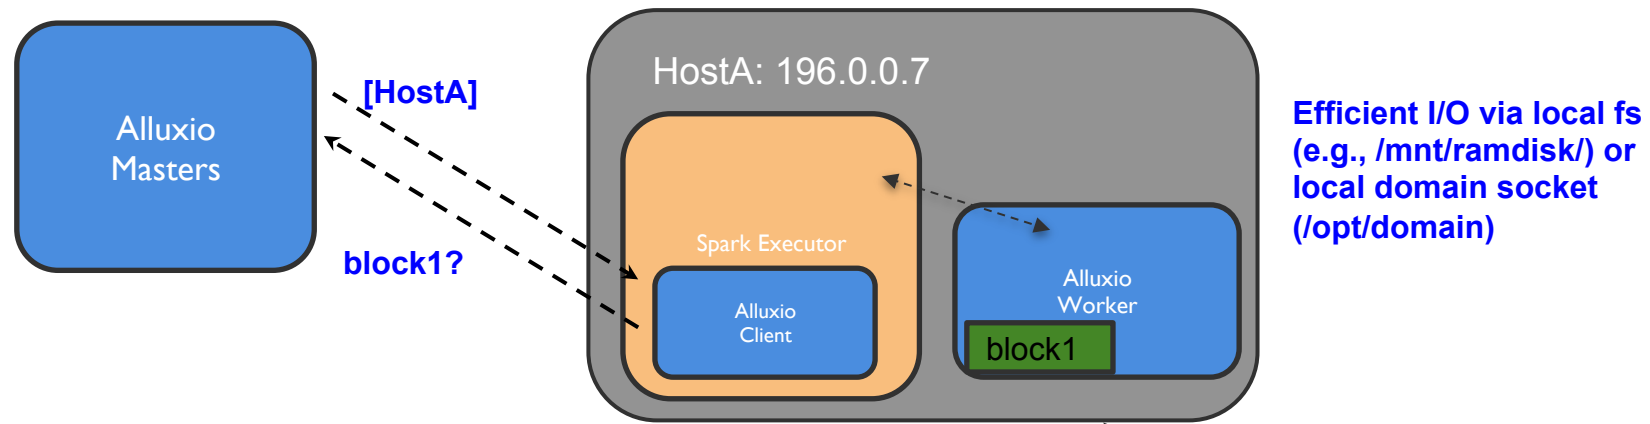 Alluxio
Masters
[HostA]
block1?
HostA: 196.0.0.7
Spark Executor
Alluxio
Client
Alluxio
Worker
block1
Efficient I/O via local fs
(e.g., /mnt/ramdisk/) or
local domain socket
(/opt/domain)